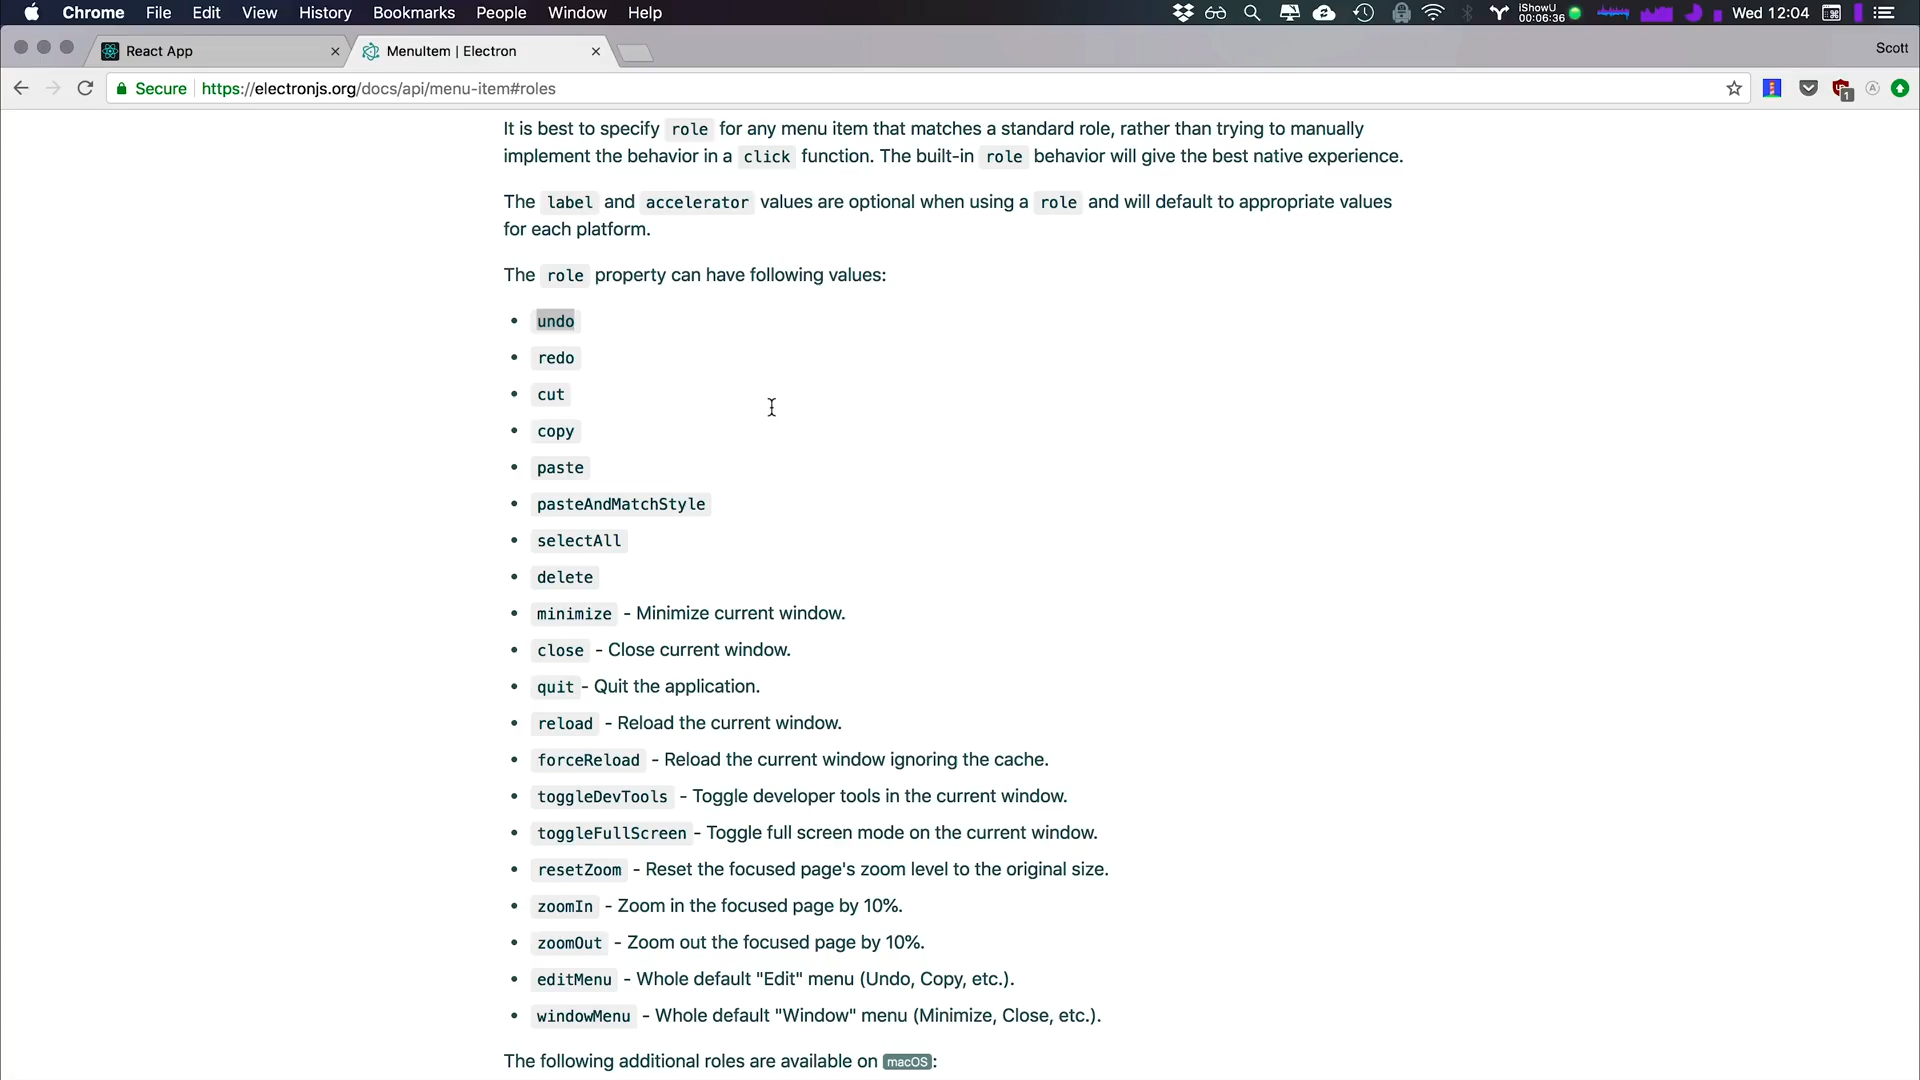 Chrome File Edit View History Bookmarks People Window Help
iShowU
00:06:36
Wed 12:04
React App
MenuItem | Electron
Scott
Secure https://electronjs.org/docs/api/menu-item#roles
1
It is best to specify role for any menu item that matches a standard role, rather than trying to manually
implement the behavior in a click function. The built-in role behavior will give the best native experience.
The label and accelerator values are optional when using a role and will default to appropriate values
for each platform.
The role property can have following values:
• undo
• redo
• cut
• copy
• paste
• pasteAndMatchStyle
• selectAll
• delete
• minimize - Minimize current window.
• close - Close current window.
• quit - Quit the application.
• reload - Reload the current window.
• forceReload - Reload the current window ignoring the cache.
• toggleDevTools - Toggle developer tools in the current window.
• toggleFullScreen - Toggle full screen mode on the current window.
• resetZoom - Reset the focused page's zoom level to the original size.
• zoomIn - Zoom in the focused page by 10%.
• zoomOut - Zoom out the focused page by 10%.
• editMenu - Whole default "Edit" menu (Undo, Copy, etc.).
• windowMenu - Whole default "Window" menu (Minimize, Close, etc.).
The following additional roles are available on macOS: